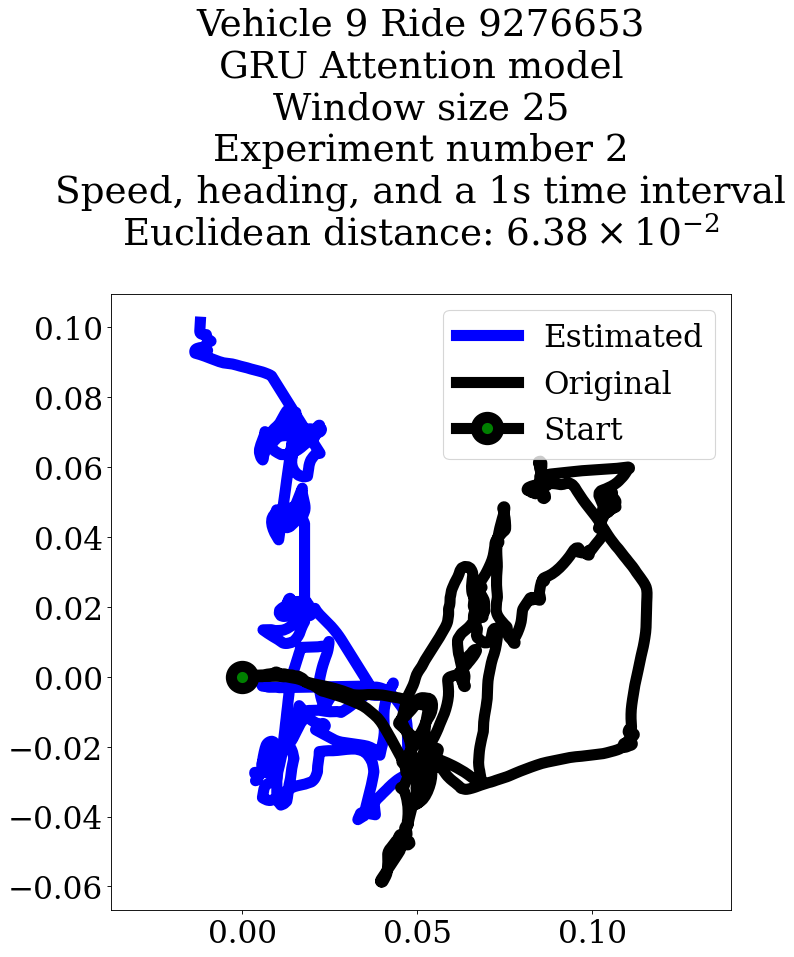 Vehicle 9 Ride 9276653
GRU Attention model
Window size 25
Experiment number 2
Speed, heading, and a 1s time interval
Euclidean distance: 6.38 × 10⁻²
Estimated
Original
Start
0.10
0.08
0.06
0.04
0.02
0.00
−0.02
−0.04
−0.06
0.00
0.05
0.10